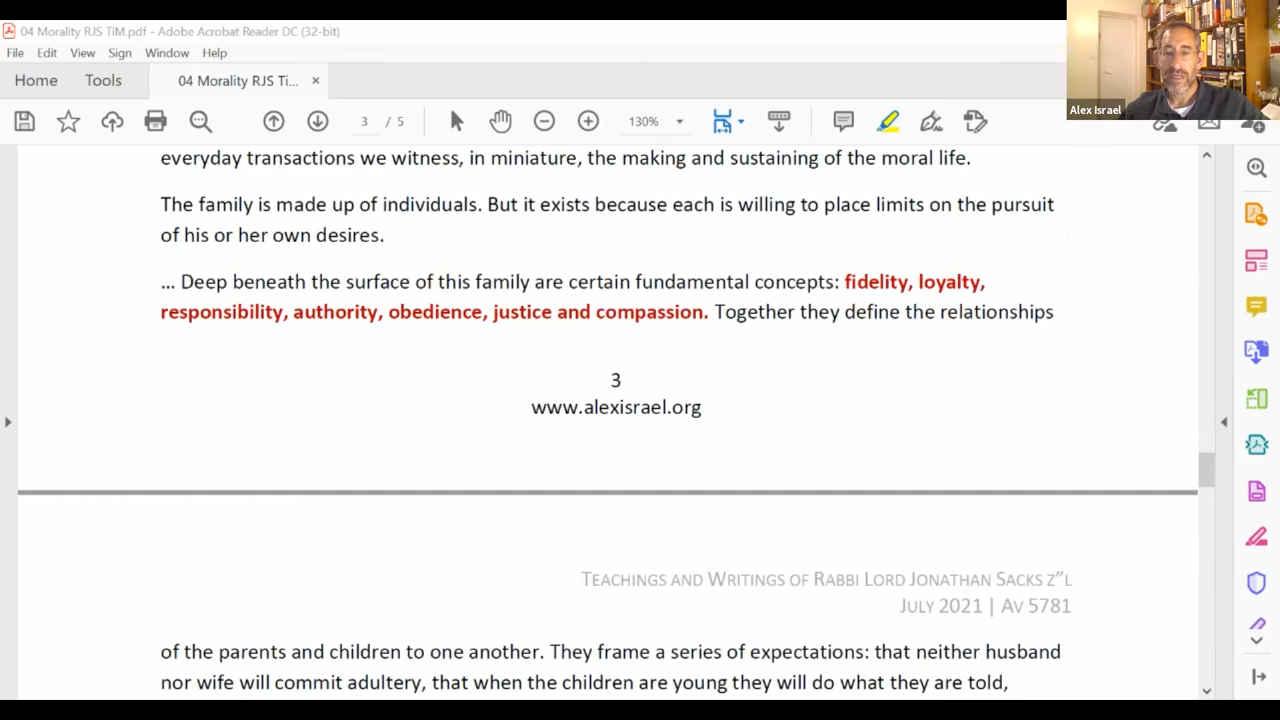 04 Morality RJS TiM.pdf - Adobe Acrobat Reader DC (32-bit)
File Edit View Sign Window Help
Home Tools 04 Morality RJS Ti... ×
3 / 5 130%
Alex Israel
everyday transactions we witness, in miniature, the making and sustaining of the moral life.
The family is made up of individuals. But it exists because each is willing to place limits on the pursuit
of his or her own desires.
... Deep beneath the surface of this family are certain fundamental concepts: fidelity, loyalty,
responsibility, authority, obedience, justice and compassion. Together they define the relationships
3
www.alexisrael.org
TEACHINGS AND WRITINGS OF RABBI LORD JONATHAN SACKS Z”L
JULY 2021 | AV 5781
of the parents and children to one another. They frame a series of expectations: that neither husband
nor wife will commit adultery, that when the children are young they will do what they are told,